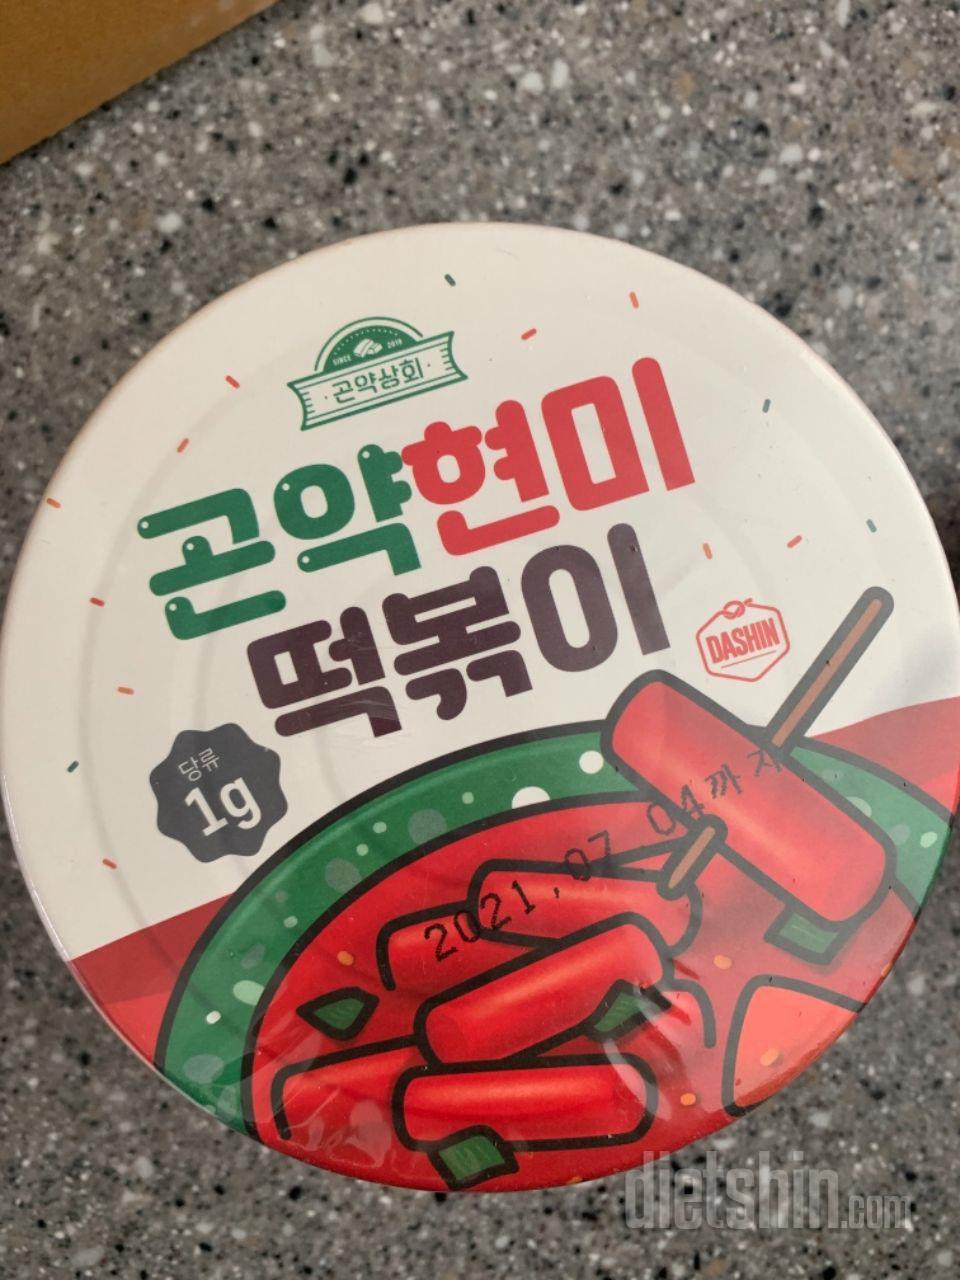 SINCE 2019
·곤약상회·
곤약현미
떡볶이
DASHIN
당류
1g
2021.07.04까지
dietshin.com